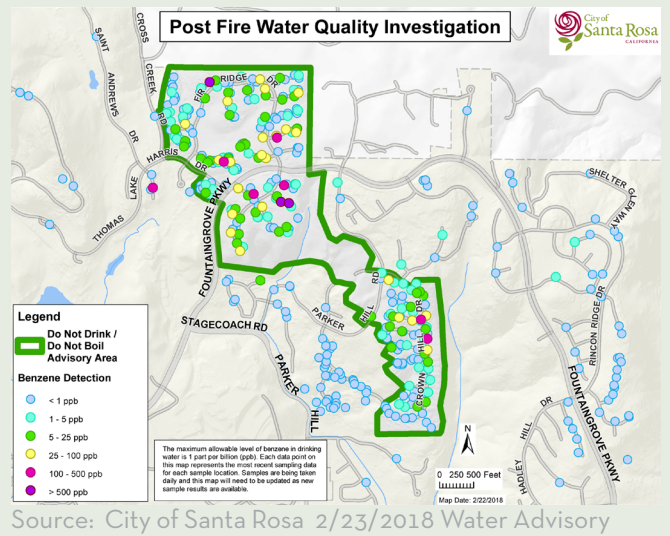 Post Fire Water Quality Investigation
City of
Santa Rosa
CALIFORNIA
SAINT
ANDREWS
DR
CROSS
CREEK
RD
FIR
RIDGE
DR
HARRIS
DR
LAKE
THOMAS
FOUNTAINGROVE PKWY
STAGECOACH RD
PARKER
HILL
PARKER
HILL
RD
CROWN
HILL
DR
SHELTER GLEN WAY
RINCON RIDGE DR
FOUNTAINGROVE PKWY
HADLEY
HILL
DR
Legend
Do Not Drink /
Do Not Boil
Advisory Area
Benzene Detection
< 1 ppb
1 - 5 ppb
5 - 25 ppb
25 - 100 ppb
100 - 500 ppb
> 500 ppb
The maximum allowable level of benzene in drinking
water is 1 part per billion (ppb). Each data point on
this map represents the most recent sampling data
for each sample location. Samples are being taken
daily and this map will need to be updated as new
sample results are available.
N
0 250 500 Feet
Map Date: 2/22/2018
Source: City of Santa Rosa 2/23/2018 Water Advisory